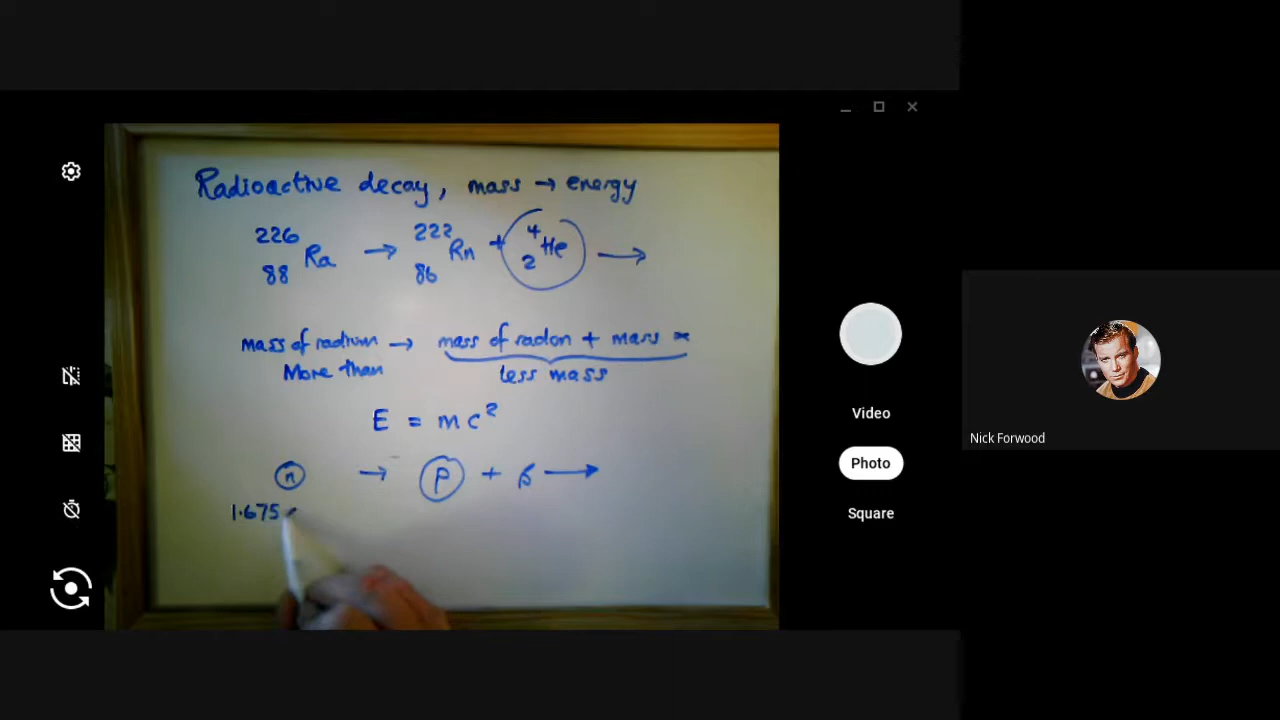 Radioactive decay, mass → energy
226 88 Ra → 222 86 Rn + 4 2 He →
mass of radium → mass of radon + mass ∝
More than less mass
E = mc²
n → p + β →
1.675
Video
Photo
Square
Nick Forwood